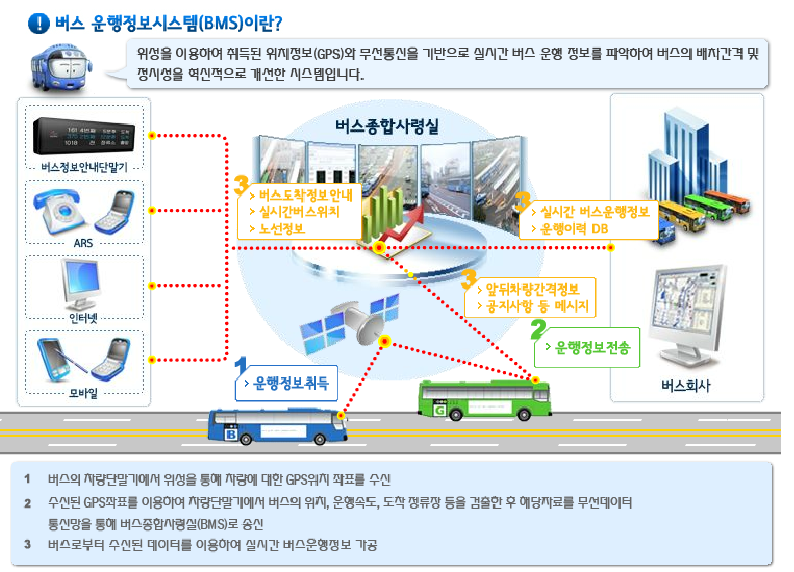 버스 운행정보시스템(BMS)이란?
위성을 이용하여 취득된 위치정보(GPS)와 무선통신을 기반으로 실시간 버스 운행 정보를 파악하여 버스의 배차간격 및
정시성을 혁신적으로 개선한 시스템입니다.
버스정보안내단말기
ARS
인터넷
모바일
버스종합사령실
3
> 버스도착정보안내
> 실시간버스위치
> 노선정보
3
> 실시간 버스운행정보
> 운행이력 DB
3
> 앞뒤차량간격정보
> 공지사항 등 메시지
2
> 운행정보전송
1
> 운행정보취득
버스회사
B
G
1 버스의 차량단말기에서 위성을 통해 차량에 대한 GPS위치 좌표를 수신
2 수신된 GPS좌표를 이용하여 차량단말기에서 버스의 위치, 운행속도, 도착 정류장 등을 검출한 후 해당자료를 무선데이터
통신망을 통해 버스종합사령실(BMS)로 송신
3 버스로부터 수신된 데이터를 이용하여 실시간 버스운행정보 가공